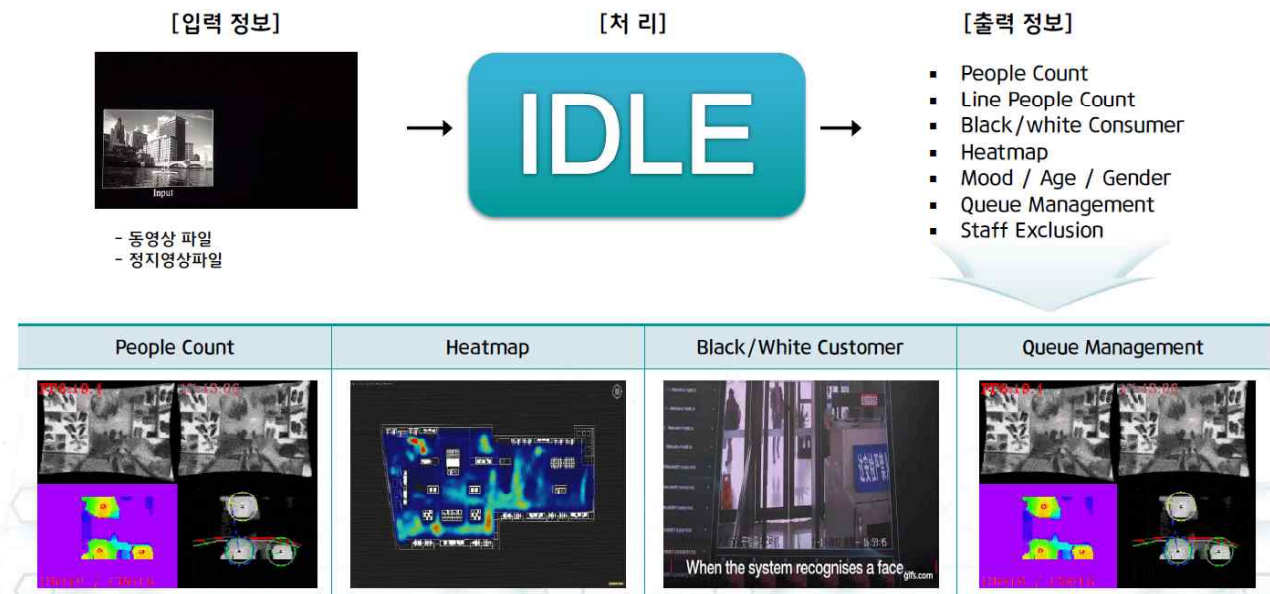 [입력 정보]
[처 리]
[출력 정보]
Input
- 동영상 파일
- 정지영상파일
IDLE
▪ People Count
▪ Line People Count
▪ Black/white Consumer
▪ Heatmap
▪ Mood / Age / Gender
▪ Queue Management
▪ Staff Exclusion
People Count
Heatmap
Black/White Customer
Queue Management
When the system recognises a face
gifs.com